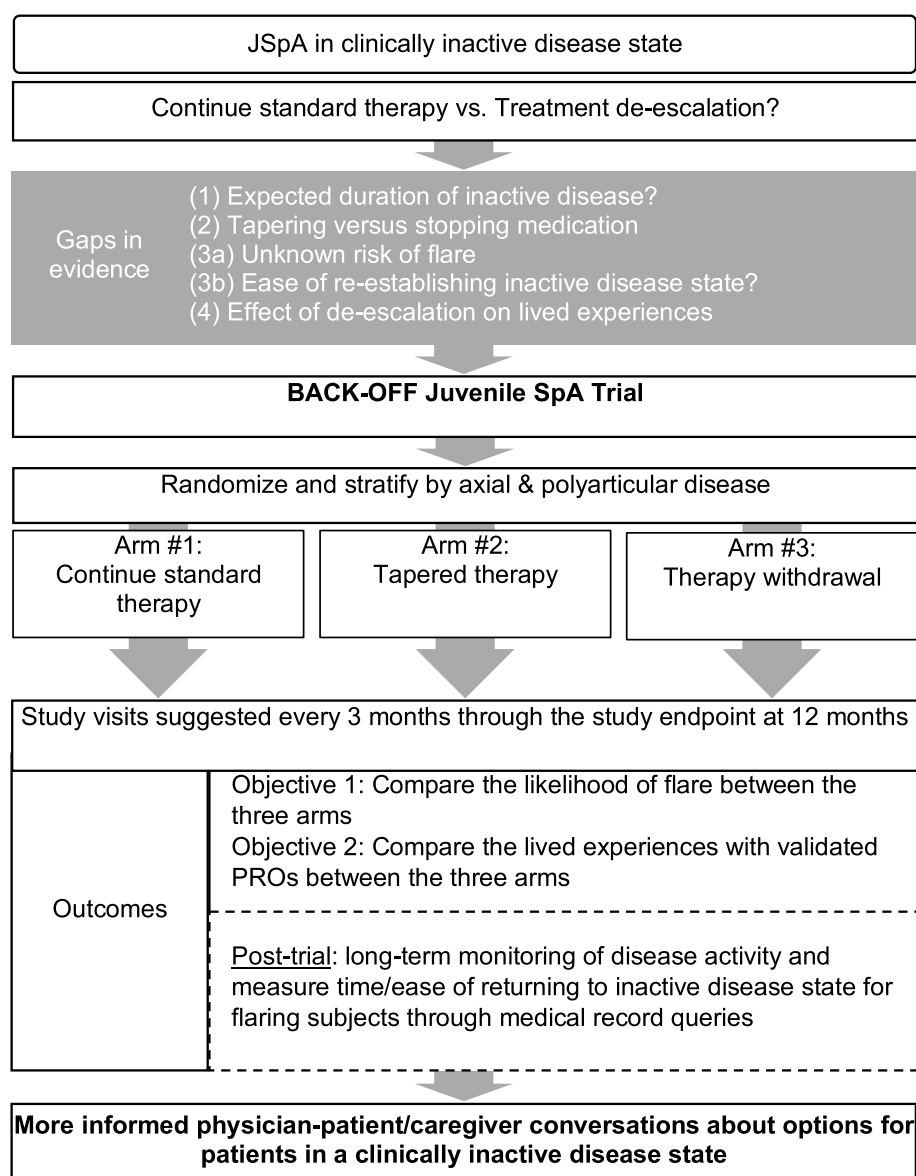 JSpA in clinically inactive disease state
Continue standard therapy vs. Treatment de-escalation?
Gaps in
evidence
(1) Expected duration of inactive disease?
(2) Tapering versus stopping medication
(3a) Unknown risk of flare
(3b) Ease of re-establishing inactive disease state?
(4) Effect of de-escalation on lived experiences
BACK-OFF Juvenile SpA Trial
Randomize and stratify by axial & polyarticular disease
Arm #1:
Continue standard
therapy
Arm #2:
Tapered therapy
Arm #3:
Therapy withdrawal
Study visits suggested every 3 months through the study endpoint at 12 months
Outcomes
Objective 1: Compare the likelihood of flare between the
three arms
Objective 2: Compare the lived experiences with validated
PROs between the three arms
Post-trial: long-term monitoring of disease activity and
measure time/ease of returning to inactive disease state for
flaring subjects through medical record queries
More informed physician-patient/caregiver conversations about options for
patients in a clinically inactive disease state